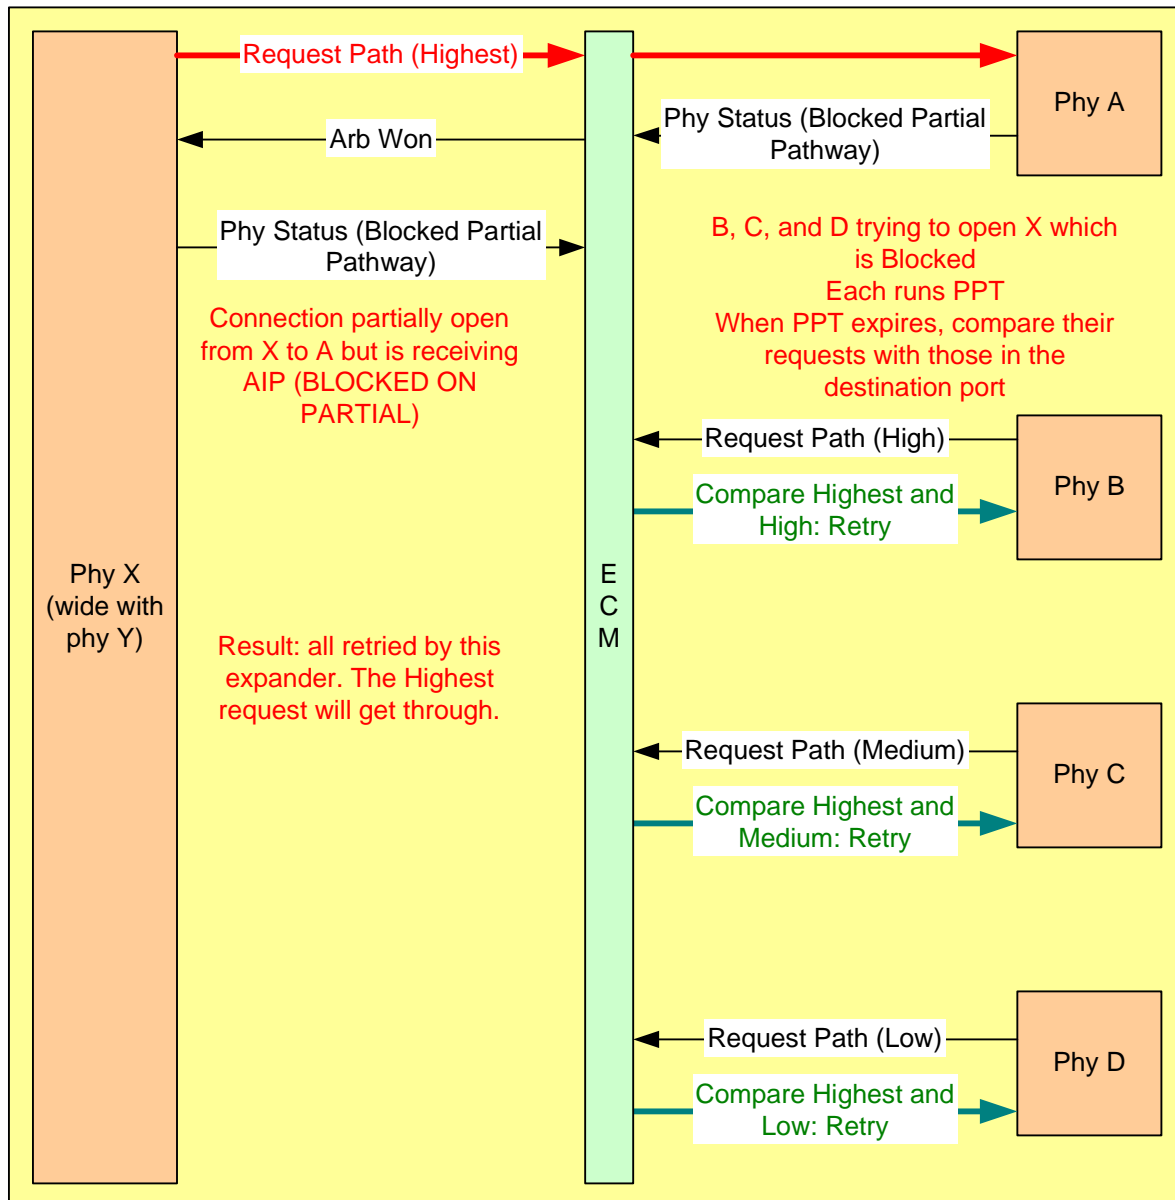 Request Path (Highest)
Arb Won
Phy Status (Blocked Partial
Pathway)
Connection partially open
from X to A but is receiving
AIP (BLOCKED ON
PARTIAL)
Phy X
(wide with
phy Y)
Result: all retried by this
expander. The Highest
request will get through.
E
C
M
Phy A
Phy Status (Blocked Partial
Pathway)
B, C, and D trying to open X which
is Blocked
Each runs PPT
When PPT expires, compare their
requests with those in the
destination port
Request Path (High)
Phy B
Compare Highest and
High: Retry
Request Path (Medium)
Phy C
Compare Highest and
Medium: Retry
Request Path (Low)
Phy D
Compare Highest and
Low: Retry